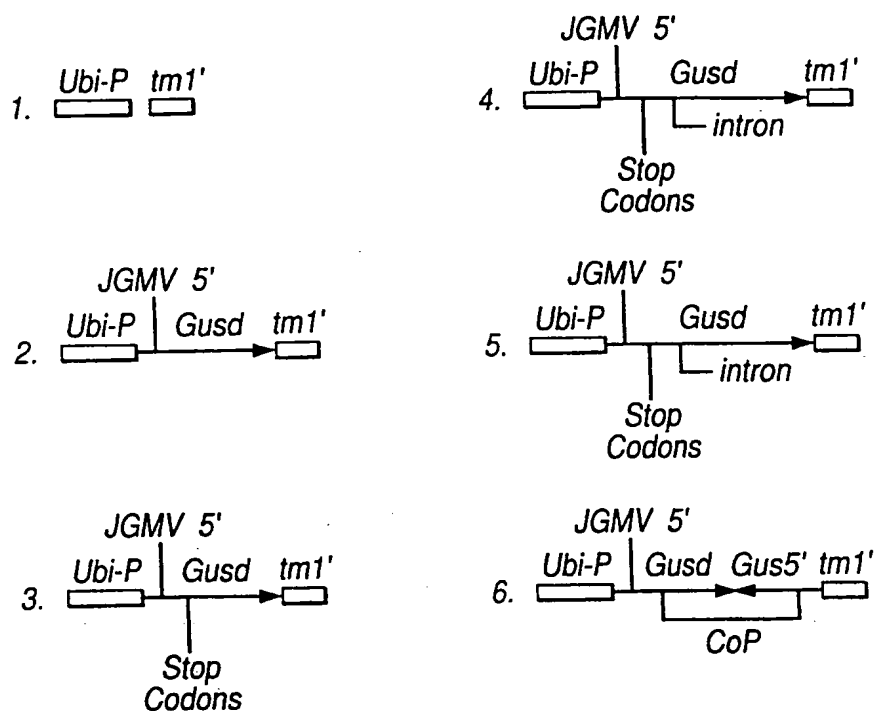 1.
Ubi-P tm1'
2.
JGMV 5'
Ubi-P Gusd tm1'
3.
JGMV 5'
Ubi-P Gusd tm1'
Stop
Codons
4.
JGMV 5'
Ubi-P Gusd tm1'
intron
Stop
Codons
5.
JGMV 5'
Ubi-P Gusd tm1'
intron
Stop
Codons
6.
JGMV 5'
Ubi-P Gusd Gus5' tm1'
CoP